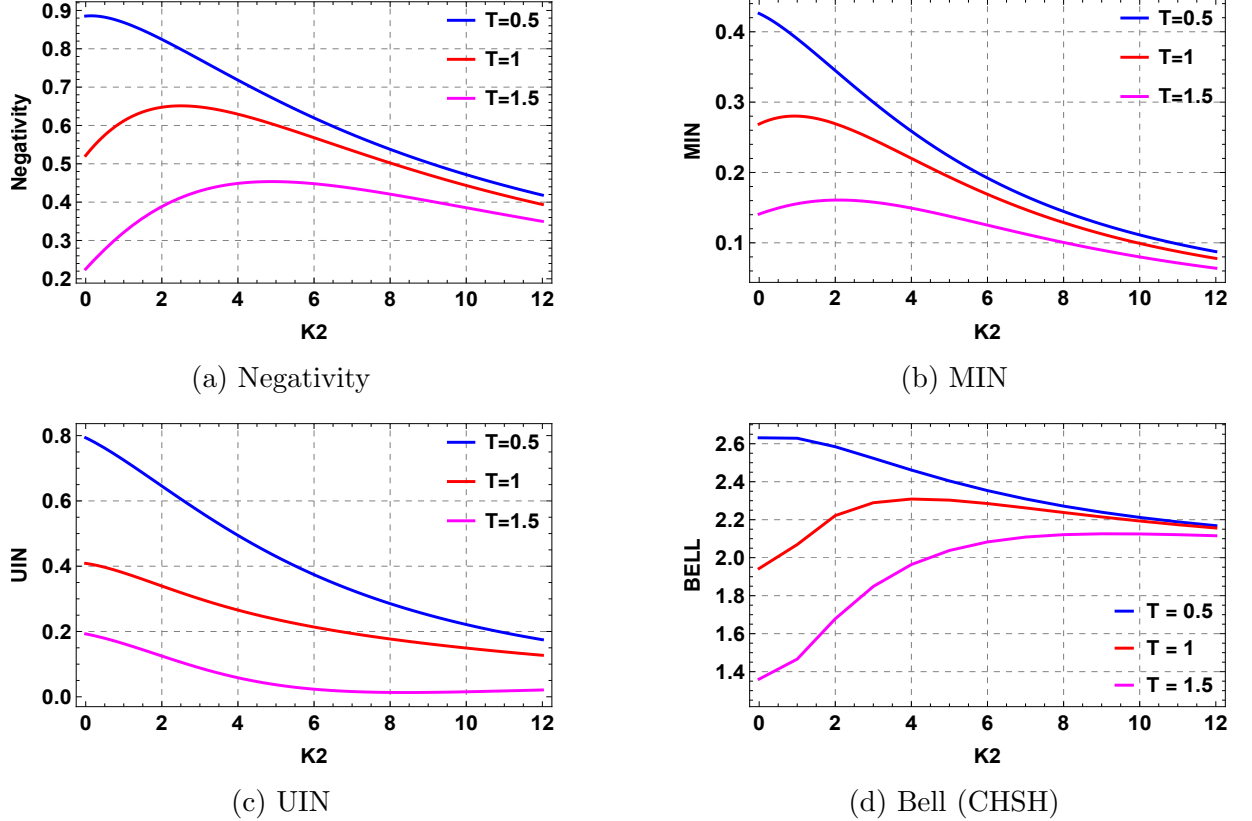 0.9
0.8
0.7
0.6
0.5
0.4
0.3
0.2
Negativity
T=0.5
T=1
T=1.5
0 2 4 6 8 10 12
K2
(a) Negativity
0.4
0.3
0.2
0.1
MIN
T=0.5
T=1
T=1.5
0 2 4 6 8 10 12
K2
(b) MIN
0.8
0.6
0.4
0.2
0.0
UIN
T=0.5
T=1
T=1.5
0 2 4 6 8 10 12
K2
(c) UIN
2.6
2.4
2.2
2.0
1.8
1.6
1.4
BELL
T = 0.5
T = 1
T = 1.5
0 2 4 6 8 10 12
K2
(d) Bell (CHSH)